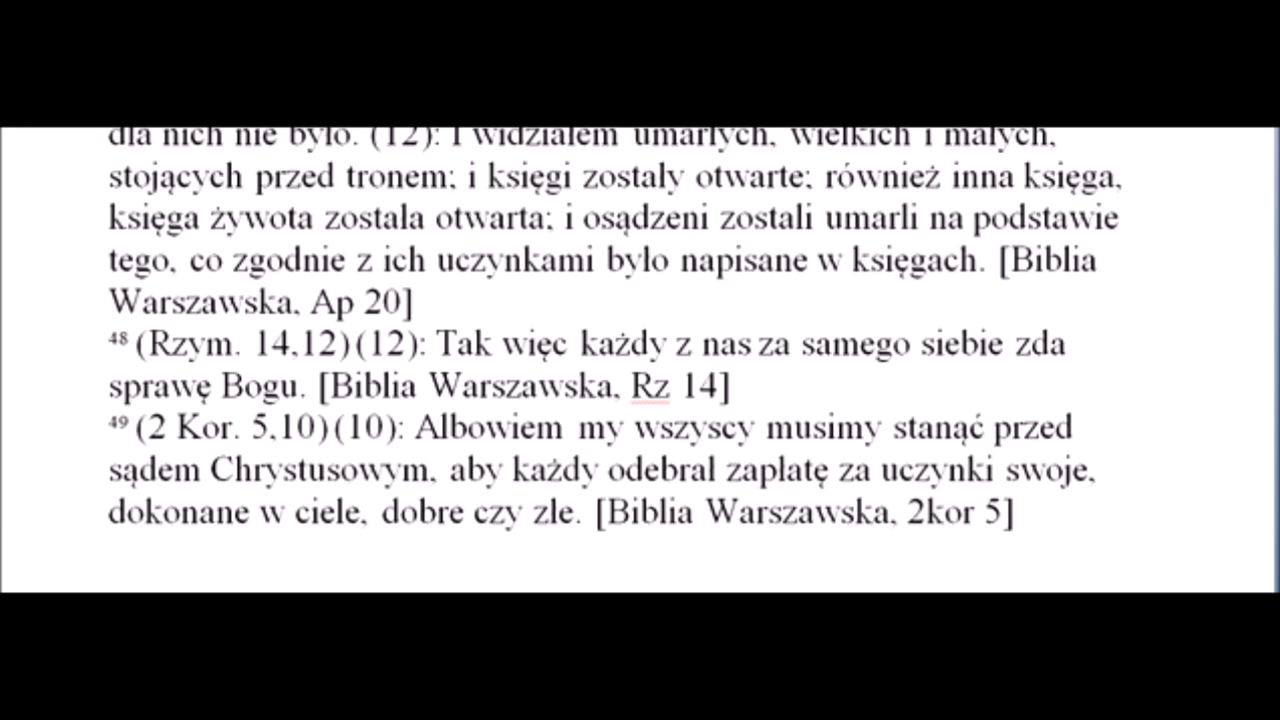 dla nich nie było. (12): I widziałem umarłych, wielkich i małych,
stojących przed tronem; i księgi zostały otwarte; również inna księga,
księga żywota została otwarta; i osądzeni zostali umarli na podstawie
tego, co zgodnie z ich uczynkami było napisane w księgach. [Biblia
Warszawska, Ap 20]
⁴⁸ (Rzym. 14,12)(12): Tak więc każdy z nas za samego siebie zda
sprawę Bogu. [Biblia Warszawska, Rz 14]
⁴⁹ (2 Kor. 5,10)(10): Albowiem my wszyscy musimy stanąć przed
sądem Chrystusowym, aby każdy odebrał zapłatę za uczynki swoje,
dokonane w ciele, dobre czy złe. [Biblia Warszawska, 2kor 5]